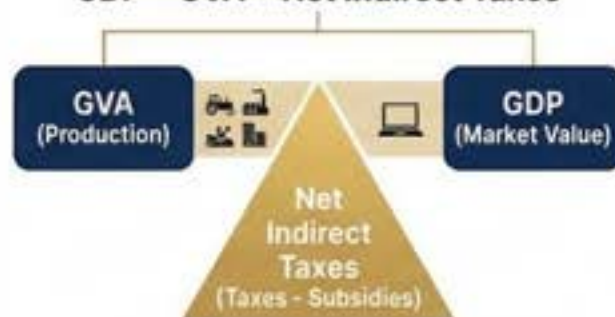 GDP GVA Net Indirect Taxes
GVA
(Production)
GDP
(Market Value)
Net
Indirect
Taxes
(Taxes - Subsidies)